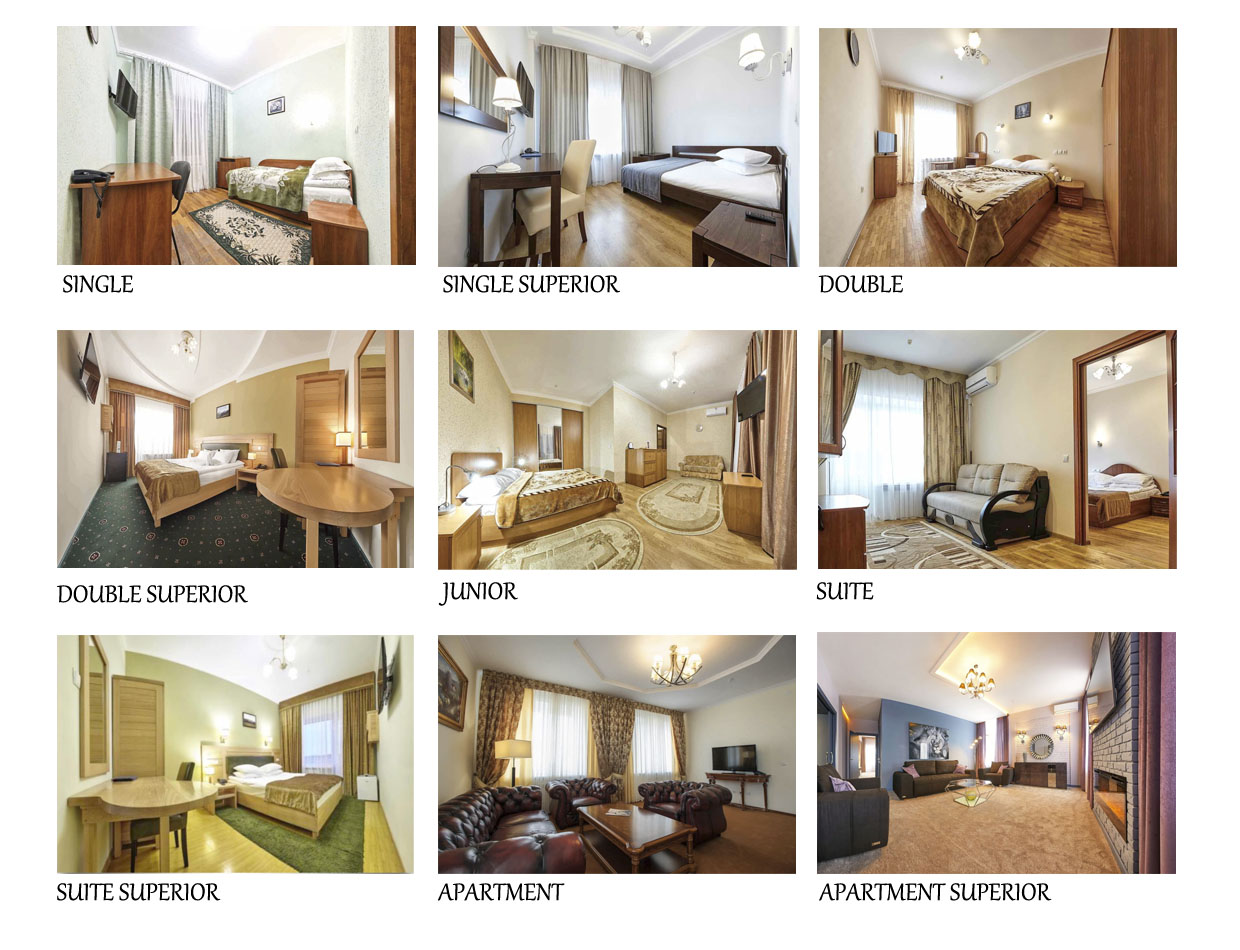 SINGLE
SINGLE SUPERIOR
DOUBLE
DOUBLE SUPERIOR
JUNIOR
SUITE
SUITE SUPERIOR
APARTMENT
APARTMENT SUPERIOR